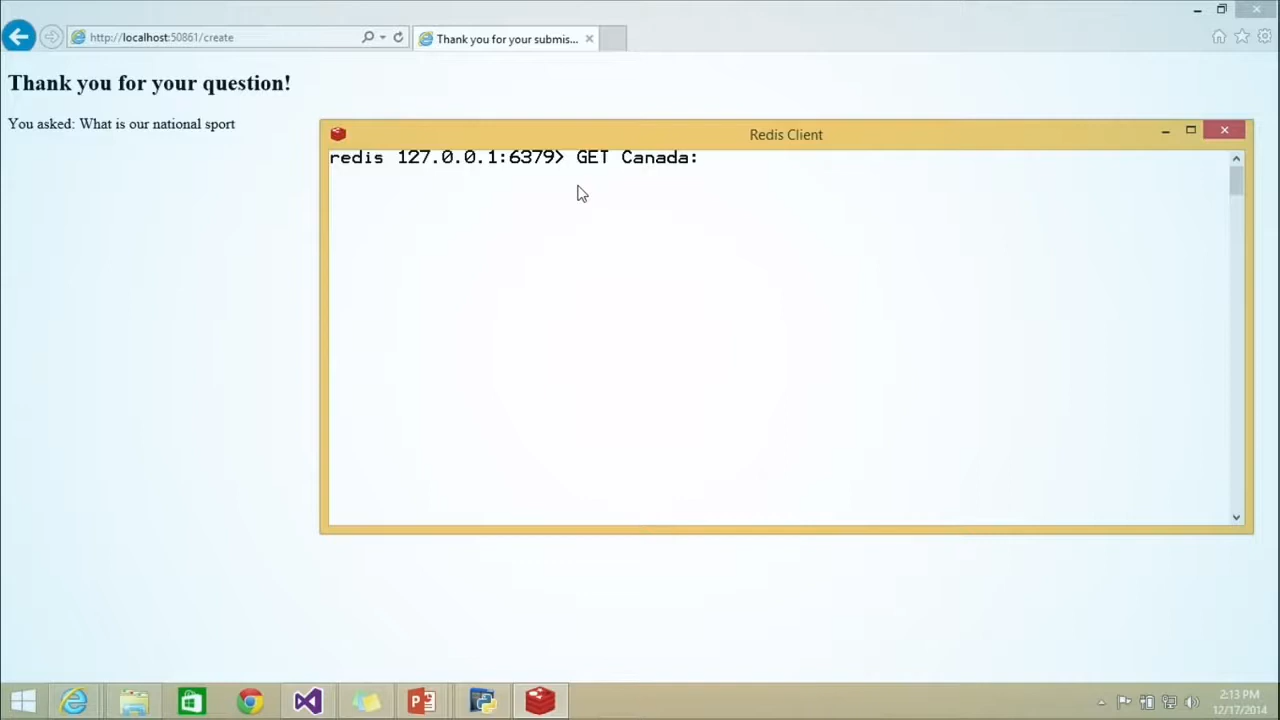 http://localhost:50861/create
Thank you for your submis...
Thank you for your question!
You asked: What is our national sport
Redis Client
redis 127.0.0.1:6379> GET Canada:
2:13 PM
12/17/2014